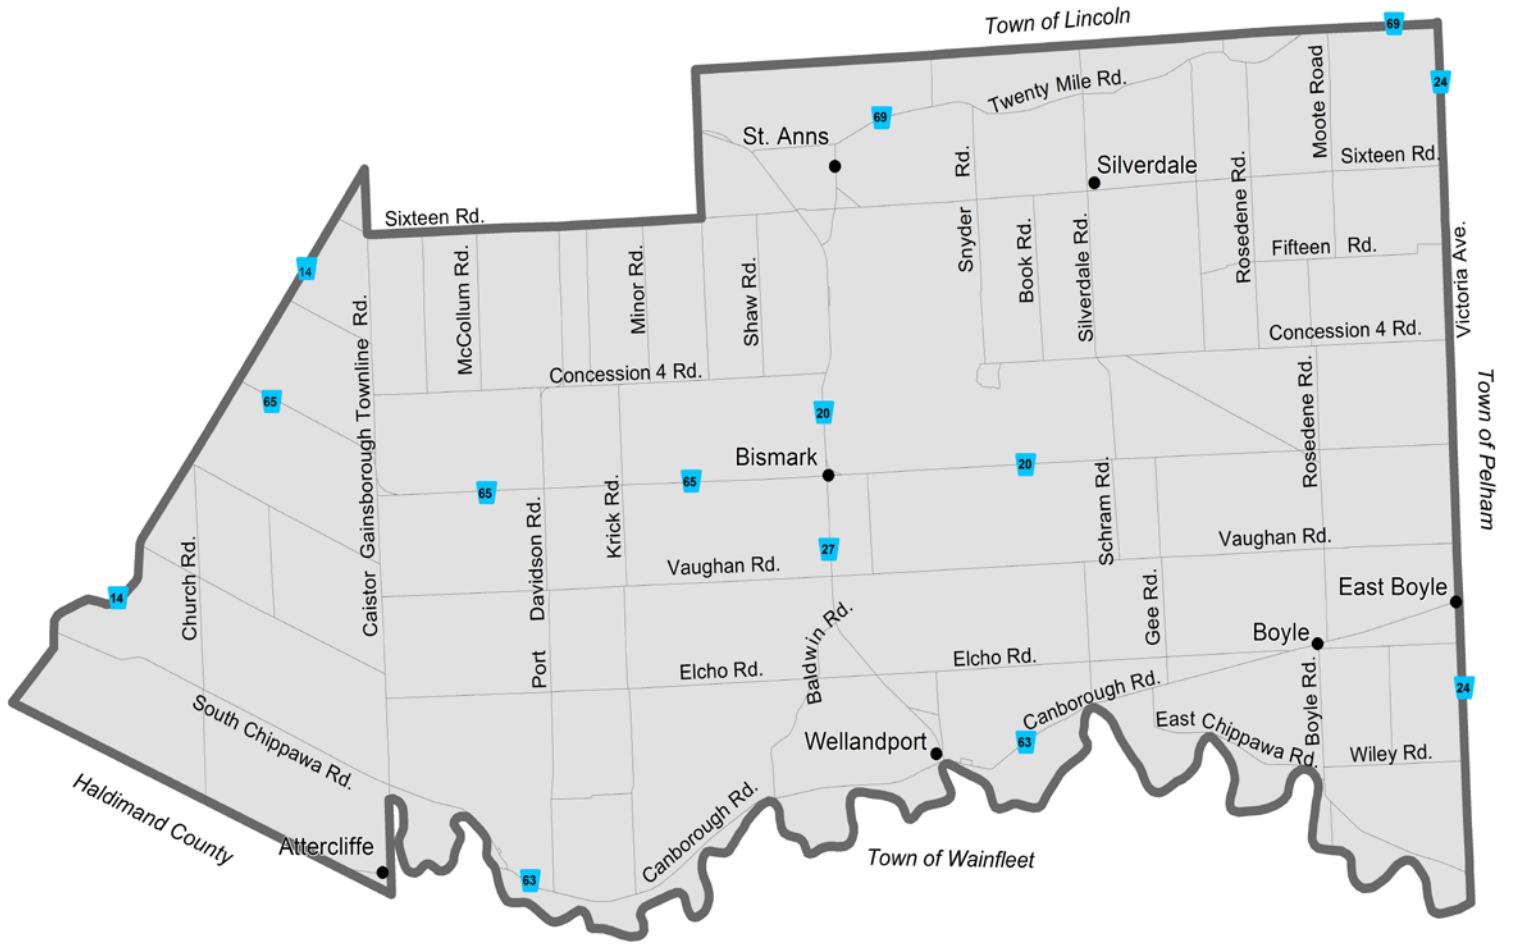 Town of Lincoln
69
24
Twenty Mile Rd.
Moote Road
69
St. Anns
Snyder Rd.
Silverdale
Rosedene Rd.
Sixteen Rd.
Sixteen Rd.
Fifteen Rd.
Victoria Ave.
14
McCollum Rd.
Minor Rd.
Shaw Rd.
Book Rd.
Silverdale Rd.
Caistor Gainsborough Townline Rd.
Concession 4 Rd.
Concession 4 Rd.
65
20
Rosedene Rd.
Town of Pelham
Bismark
65
65
20
Schram Rd.
Port Davidson Rd.
Krick Rd.
27
Vaughan Rd.
Vaughan Rd.
Church Rd.
14
Gee Rd.
East Boyle
Baldwin Rd.
Boyle
Elcho Rd.
Elcho Rd.
24
Canborough Rd.
Boyle Rd.
South Chippawa Rd.
East Chippawa Rd.
Wellandport
63
Wiley Rd.
Haldimand County
Canborough Rd.
Attercliffe
Town of Wainfleet
63